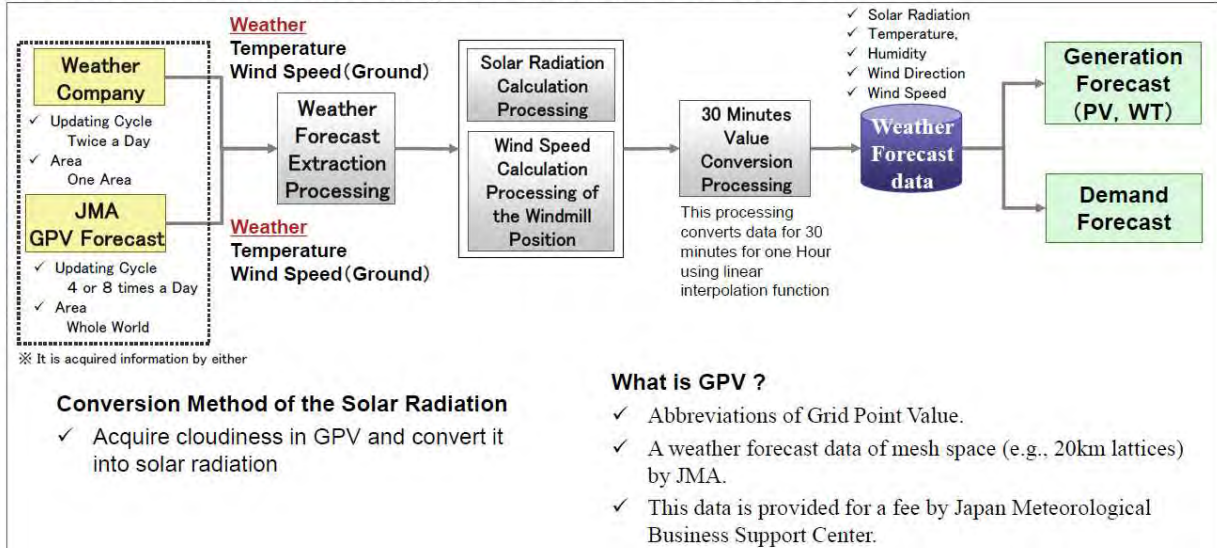 Weather
Company
✓ Updating Cycle
Twice a Day
✓ Area
One Area
JMA
GPV Forecast
✓ Updating Cycle
4 or 8 times a Day
✓ Area
Whole World
※ It is acquired information by either
Weather
Temperature
Wind Speed(Ground)
Weather
Forecast
Extraction
Processing
Weather
Temperature
Wind Speed(Ground)
Solar Radiation
Calculation
Processing
Wind Speed
Calculation
Processing of
the Windmill
Position
30 Minutes
Value
Conversion
Processing
This processing
converts data for 30
minutes for one Hour
using linear
interpolation function
✓ Solar Radiation
✓ Temperature,
✓ Humidity
✓ Wind Direction
✓ Wind Speed
Weather
Forecast
data
Generation
Forecast
(PV, WT)
Demand
Forecast
Conversion Method of the Solar Radiation
✓ Acquire cloudiness in GPV and convert it
into solar radiation
What is GPV ?
✓ Abbreviations of Grid Point Value.
✓ A weather forecast data of mesh space (e.g., 20km lattices)
by JMA.
✓ This data is provided for a fee by Japan Meteorological
Business Support Center.